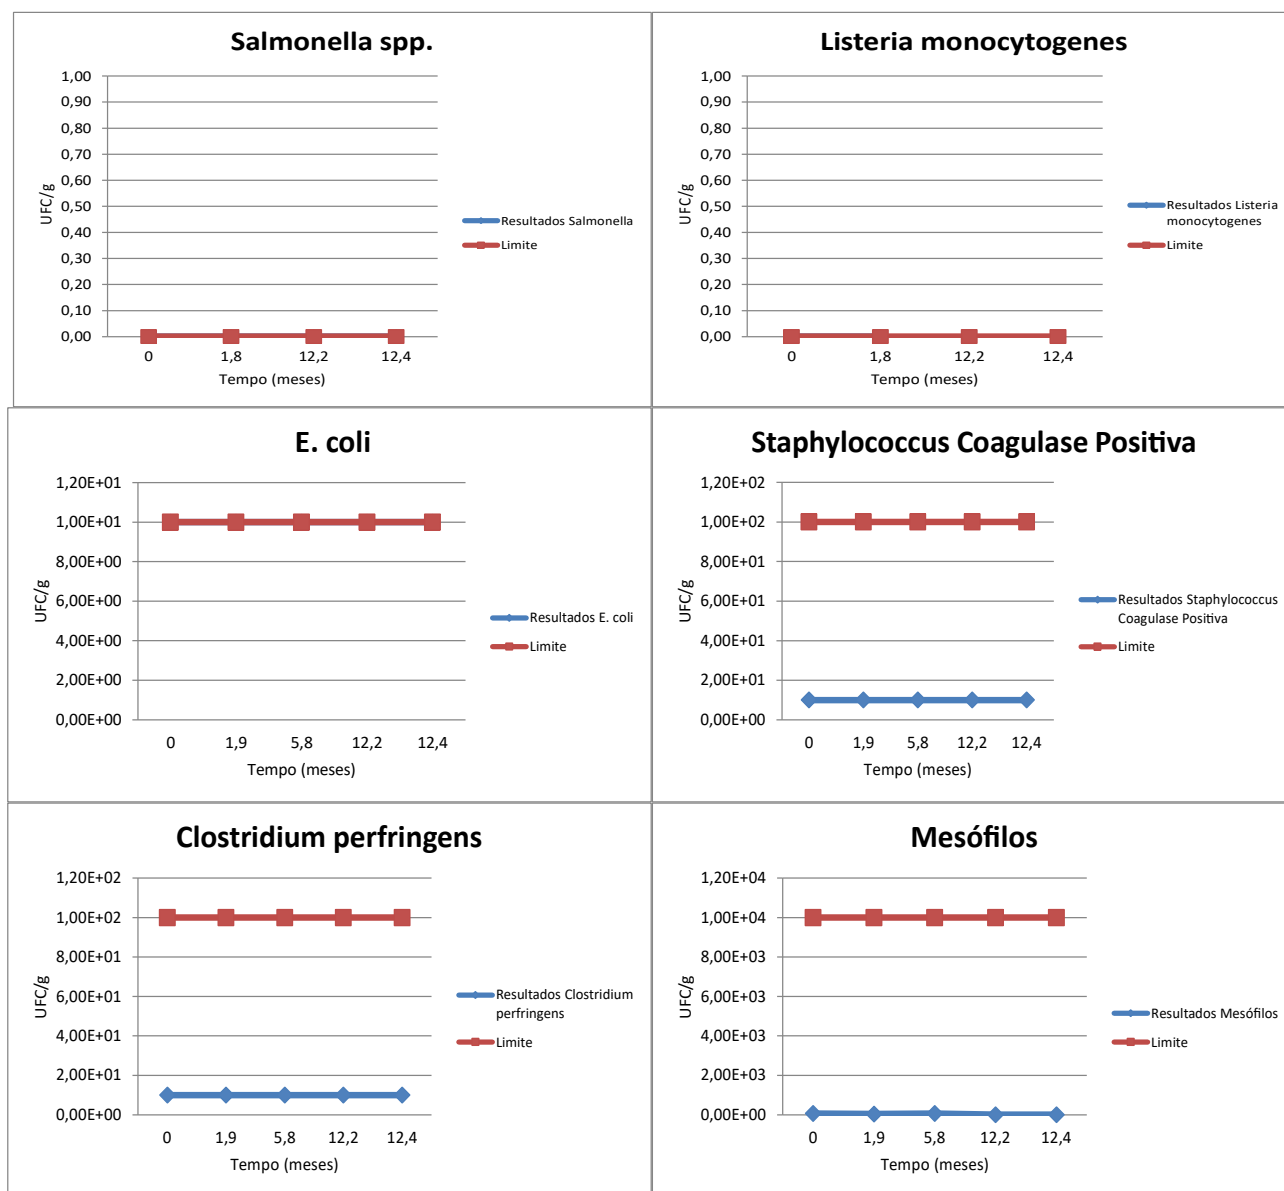 Salmonella spp.
UFC/g
1,00
0,90
0,80
0,70
0,60
0,50
0,40
0,30
0,20
0,10
0,00
0 1,8 12,2 12,4
Tempo (meses)
Resultados Salmonella
Limite
Listeria monocytogenes
UFC/g
1,00
0,90
0,80
0,70
0,60
0,50
0,40
0,30
0,20
0,10
0,00
0 1,8 12,2 12,4
Tempo (meses)
Resultados Listeria
monocytogenes
Limite
E. coli
UFC/g
1,20E+01
1,00E+01
8,00E+00
6,00E+00
4,00E+00
2,00E+00
0,00E+00
0 1,9 5,8 12,2 12,4
Tempo (meses)
Resultados E. coli
Limite
Staphylococcus Coagulase Positiva
UFC/g
1,20E+02
1,00E+02
8,00E+01
6,00E+01
4,00E+01
2,00E+01
0,00E+00
0 1,9 5,8 12,2 12,4
Tempo (meses)
Resultados Staphylococcus
Coagulase Positiva
Limite
Clostridium perfringens
UFC/g
1,20E+02
1,00E+02
8,00E+01
6,00E+01
4,00E+01
2,00E+01
0,00E+00
0 1,9 5,8 12,2 12,4
Tempo (meses)
Resultados Clostridium
perfringens
Limite
Mesófilos
UFC/g
1,20E+04
1,00E+04
8,00E+03
6,00E+03
4,00E+03
2,00E+03
0,00E+00
0 1,9 5,8 12,2 12,4
Tempo (meses)
Resultados Mesófilos
Limite